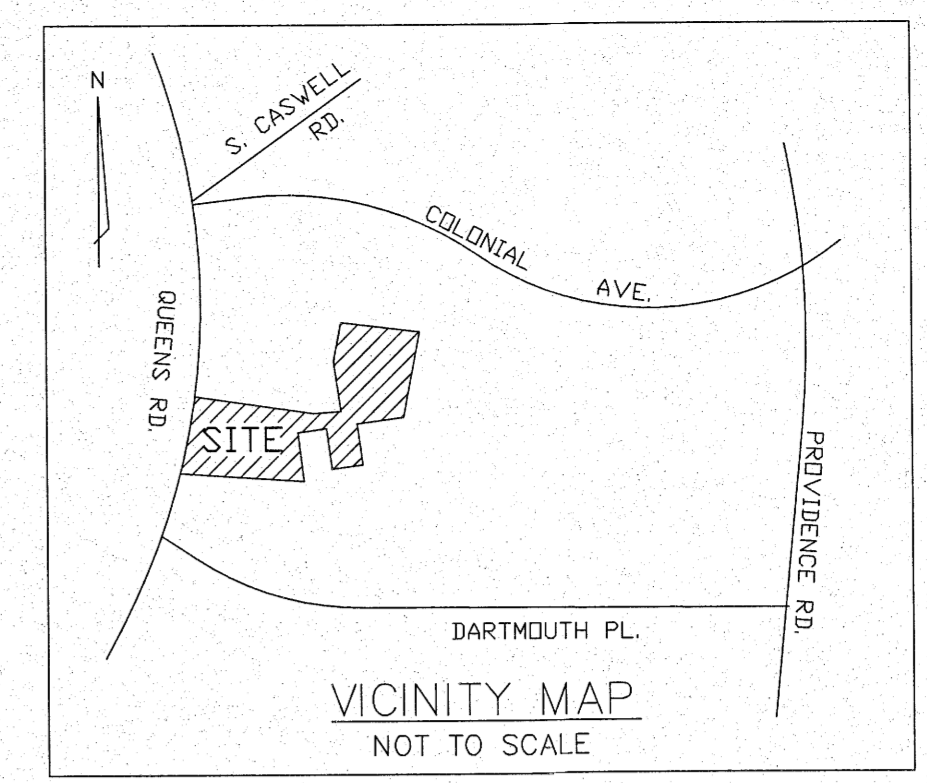 N
S. CASWELL
RD.
COLONIAL
AVE.
QUEENS RD.
SITE
PROVIDENCE RD.
DARTMOUTH PL.
VICINITY MAP
NOT TO SCALE